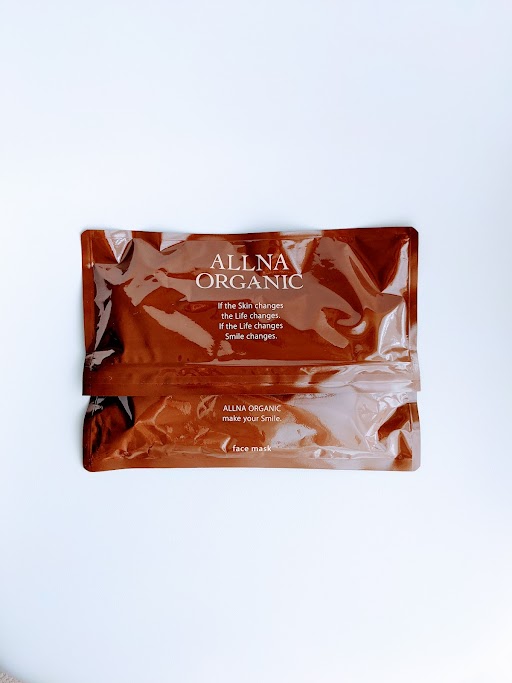 ALLNA
ORGANIC
If the Skin changes
the Life changes.
If the Life changes
Smile changes.
ALLNA ORGANIC
make your Smile.
face mask